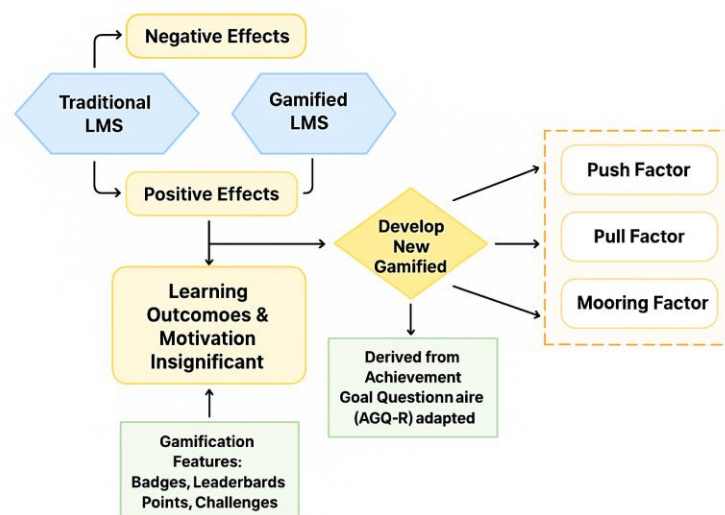 Negative Effects
Traditional
LMS
Gamified
LMS
Positive Effects
Learning
Outcomoes &
Motivation
Insignificant
Gamification
Features:
Badges, Leaderbards
Points, Challenges
Develop
New
Gamified
Derived from
Achievement
Goal Questionn aire
(AGQ-R) adapted
Push Factor
Pull Factor
Mooring Factor